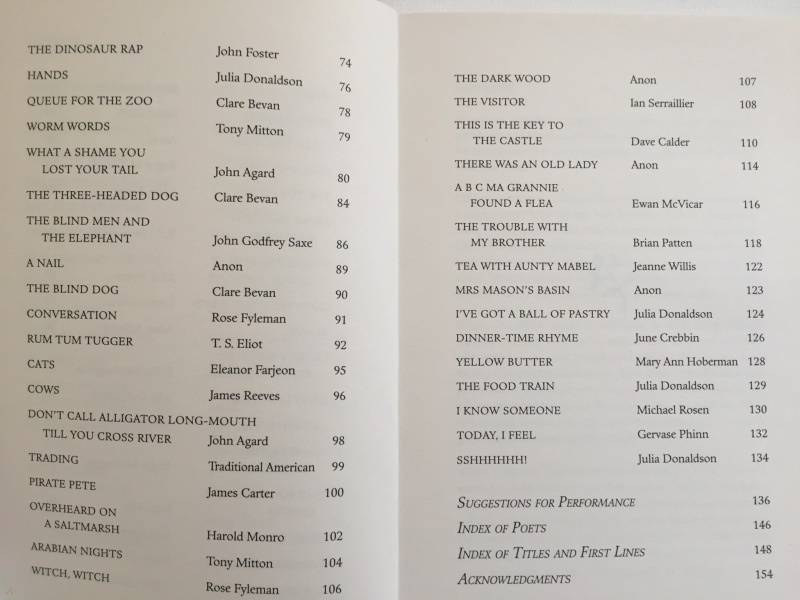 THE DINOSAUR RAP John Foster 74
HANDS Julia Donaldson 76
QUEUE FOR THE ZOO Clare Bevan 78
WORM WORDS Tony Mitton 79
WHAT A SHAME YOU
LOST YOUR TAIL John Agard 80
THE THREE-HEADED DOG Clare Bevan 84
THE BLIND MEN AND
THE ELEPHANT John Godfrey Saxe 86
A NAIL Anon 89
THE BLIND DOG Clare Bevan 90
CONVERSATION Rose Fyleman 91
RUM TUM TUGGER T. S. Eliot 92
CATS Eleanor Farjeon 95
COWS James Reeves 96
DON'T CALL ALLIGATOR LONG-MOUTH
TILL YOU CROSS RIVER John Agard 98
TRADING Traditional American 99
PIRATE PETE James Carter 100
OVERHEARD ON
A SALTMARSH Harold Monro 102
ARABIAN NIGHTS Tony Mitton 104
WITCH, WITCH Rose Fyleman 106
THE DARK WOOD Anon 107
THE VISITOR Ian Serraillier 108
THIS IS THE KEY TO
THE CASTLE Dave Calder 110
THERE WAS AN OLD LADY Anon 114
A B C MA GRANNIE
FOUND A FLEA Ewan McVicar 116
THE TROUBLE WITH
MY BROTHER Brian Patten 118
TEA WITH AUNTY MABEL Jeanne Willis 122
MRS MASON'S BASIN Anon 123
I'VE GOT A BALL OF PASTRY Julia Donaldson 124
DINNER-TIME RHYME June Crebbin 126
YELLOW BUTTER Mary Ann Hoberman 128
THE FOOD TRAIN Julia Donaldson 129
I KNOW SOMEONE Michael Rosen 130
TODAY, I FEEL Gervase Phinn 132
SSHHHHHH! Julia Donaldson 134
SUGGESTIONS FOR PERFORMANCE 136
INDEX OF POETS 146
INDEX OF TITLES AND FIRST LINES 148
ACKNOWLEDGMENTS 154